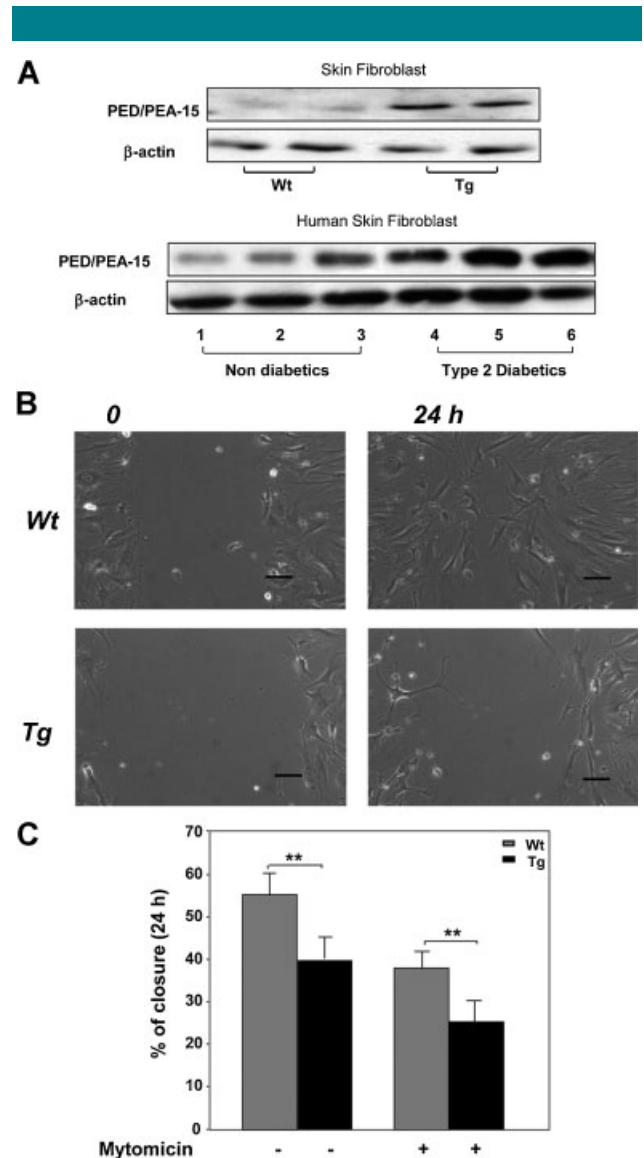 A
Skin Fibroblast
PED/PEA-15
β-actin
Wt Tg
Human Skin Fibroblast
PED/PEA-15
β-actin
1 2 3 4 5 6
Non diabetics Type 2 Diabetics
B
0 24 h
Wt
Tg
C
70
60
50
40
30
20
10
0
% of closure (24 h)
Wt
Tg
**
**
Mytomicin - - + +